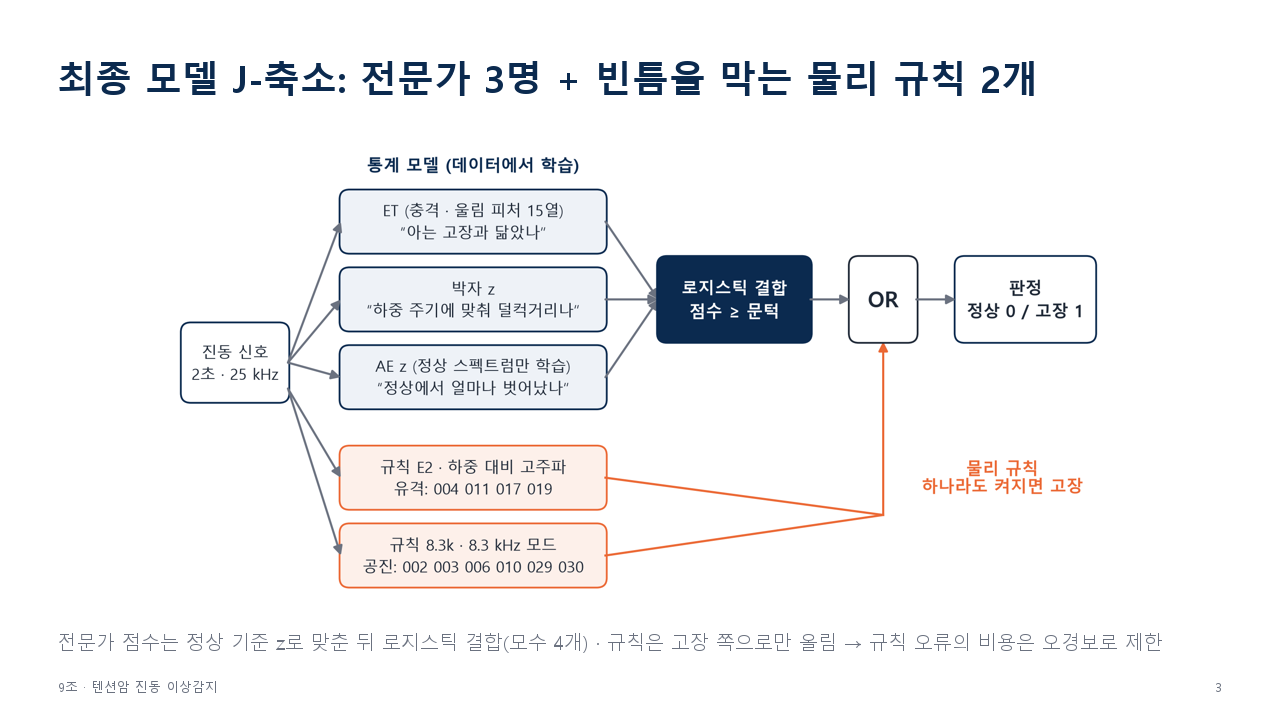 최종 모델 J-축소: 전문가 3명 + 빈틈을 막는 물리 규칙 2개
통계 모델 (데이터에서 학습)
ET (충격 · 울림 피처 15열)
"아는 고장과 닮았나"
박자 z
"하중 주기에 맞춰 덜컥거리나"
AE z (정상 스펙트럼만 학습)
"정상에서 얼마나 벗어났나"
진동 신호
2초 · 25 kHz
로지스틱 결합
점수 ≥ 문턱
OR
판정
정상 0 / 고장 1
규칙 E2 · 하중 대비 고주파
유격: 004 011 017 019
규칙 8.3k · 8.3 kHz 모드
공진: 002 003 006 010 029 030
물리 규칙
하나라도 켜지면 고장
전문가 점수는 정상 기준 z로 맞춘 뒤 로지스틱 결합(모수 4개) · 규칙은 고장 쪽으로만 올림 → 규칙 오류의 비용은 오경보로 제한
9조 · 텐션암 진동 이상감지
3